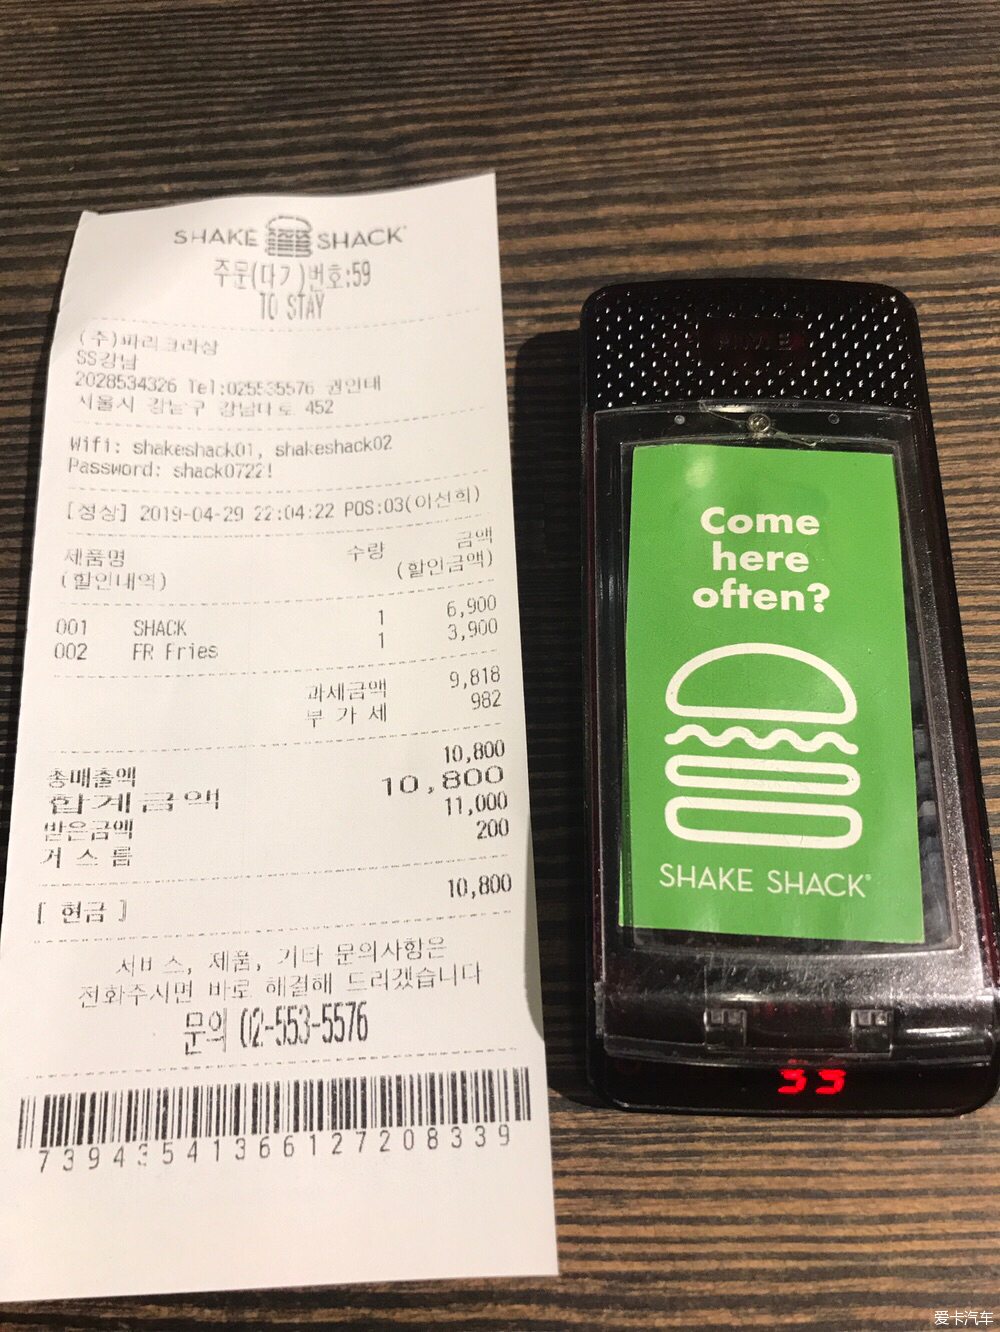 SHAKE SHACK
주문(대기)번호:59
TO STAY
(주)파리크라상
SS강남
2028534326 Tel:025535576 권인태
서울시 강남구 강남대로 452
Wifi: shakeshack01, shakeshack02
Password: shack0722!
[정상] 2019-04-29 22:04:22 POS:03(이선희)
제품명 수량 금액
(할인내역) (할인금액)
001 SHACK 1 6,900
002 FR Fries 1 3,900
과세금액 9,818
부 가 세 982
총매출액 10,800
합계금액 10,800
받은금액 11,000
거 스 름 200
[ 현금 ] 10,800
서비스, 제품, 기타 문의사항은
전화주시면 바로 해결해 드리겠습니다
문의 02-553-5576
73943541366127208339
Come
here
often?
SHAKE SHACK
33
爱卡汽车